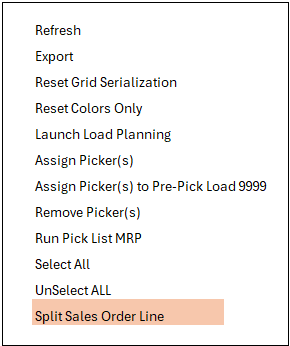 Refresh
Export
Reset Grid Serialization
Reset Colors Only
Launch Load Planning
Assign Picker(s)
Assign Picker(s) to Pre-Pick Load 9999
Remove Picker(s)
Run Pick List MRP
Select All
UnSelect ALL
Split Sales Order Line